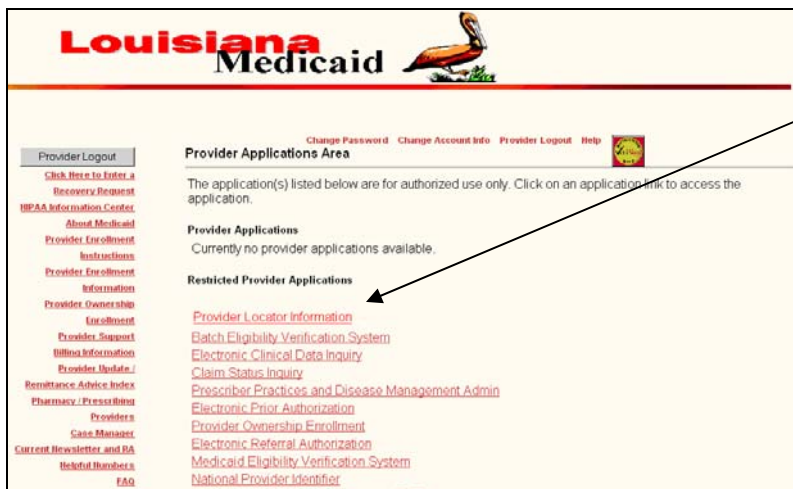 Louisiana
Medicaid
Change Password Change Account Info Provider Logout Help
Provider Logout
Provider Applications Area
Click Here to Enter a
Recovery Request
HIPAA Information Center
About Medicaid
Provider Enrollment
Instructions
Provider Enrollment
Information
Provider Ownership
Enrollment
Provider Support
Billing Information
Provider Update /
Remittance Advice Index
Pharmacy / Prescribing
Providers
Case Manager
Current Newsletter and RA
Helpful Numbers
FAQ
The application(s) listed below are for authorized use only. Click on an application link to access the
application.
Provider Applications
Currently no provider applications available.
Restricted Provider Applications
Provider Locator Information
Batch Eligibility Verification System
Electronic Clinical Data Inquiry
Claim Status Inquiry
Prescriber Practices and Disease Management Admin
Electronic Prior Authorization
Provider Ownership Enrollment
Electronic Referral Authorization
Medicaid Eligibility Verification System
National Provider Identifier